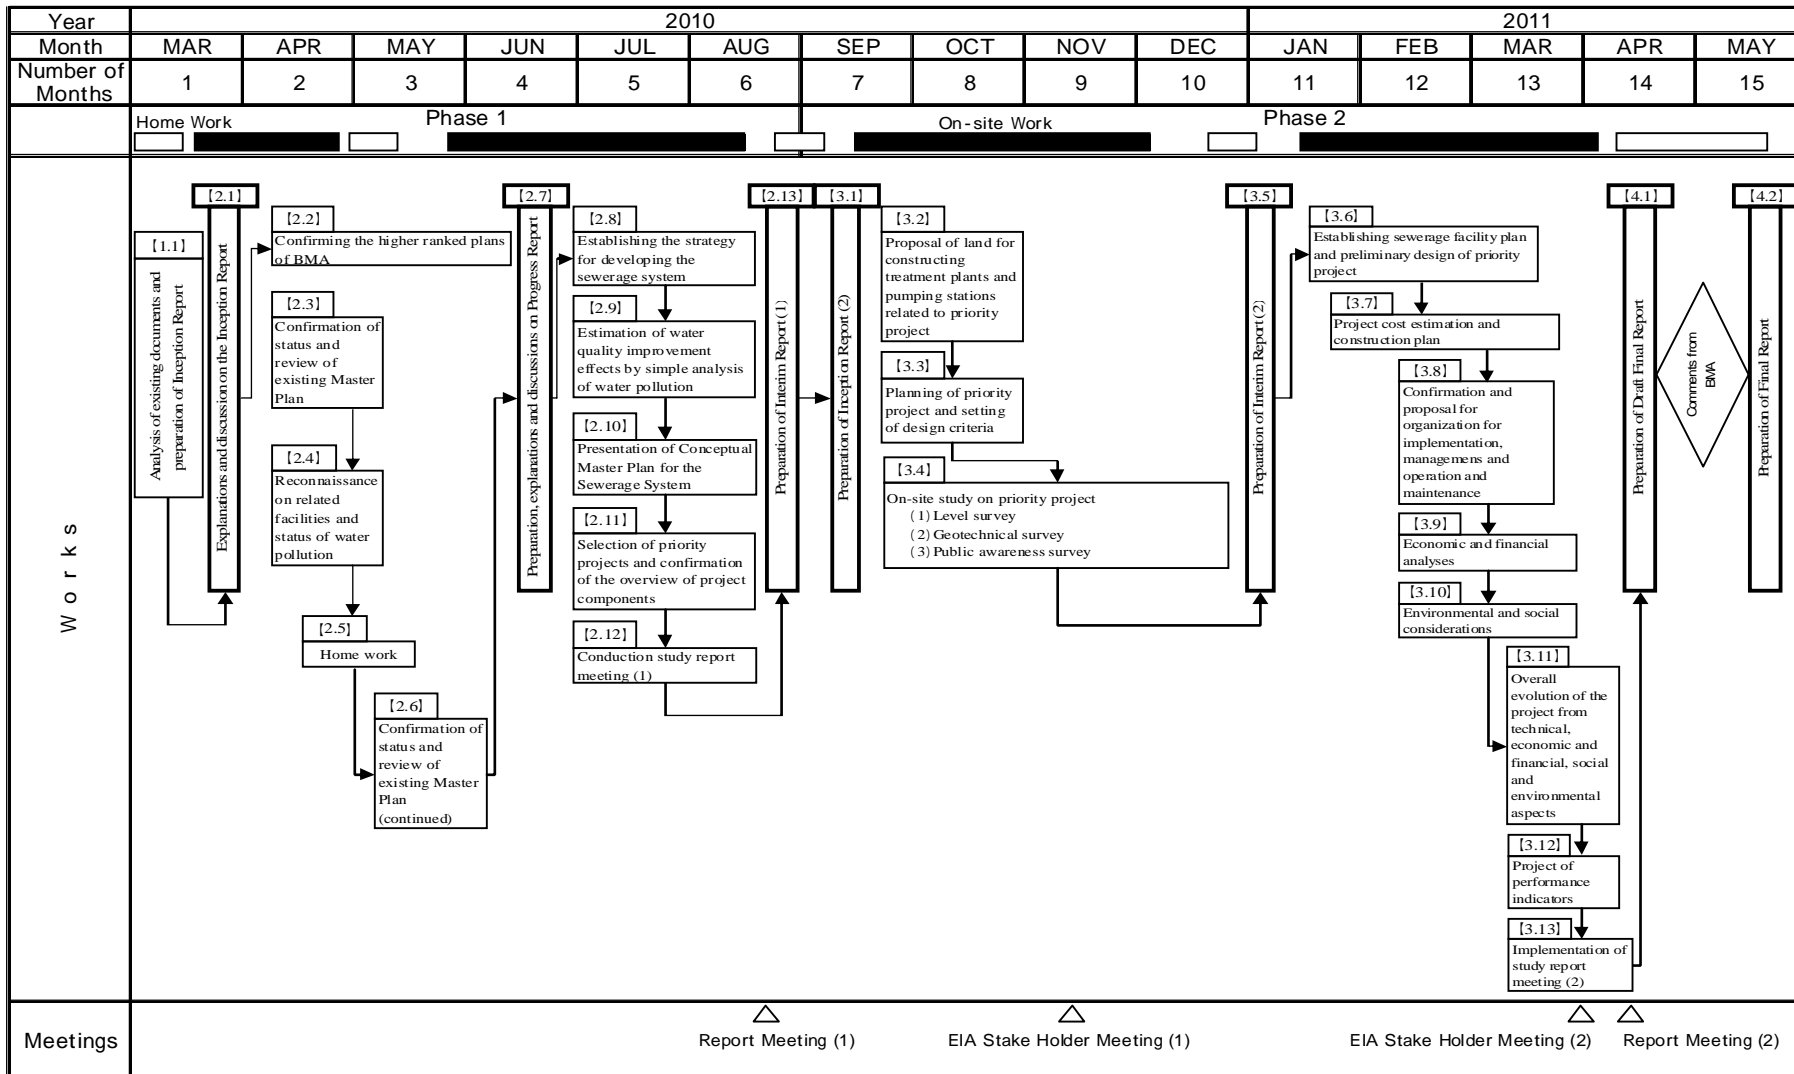 Year 2010 2011
Month MAR APR MAY JUN JUL AUG SEP OCT NOV DEC JAN FEB MAR APR MAY
Number of
Months
1 2 3 4 5 6 7 8 9 10 11 12 13 14 15
Home Work
Phase 1
On-site Work
Phase 2
Works
【1.1】
Analysis of existing documents and
preparation of Inception Report
【2.1】
Explanations and discussion on the Inception Report
【2.2】
Confirming the higher ranked plans
of BMA
【2.3】
Confirmation of
status and
review of
existing Master
Plan
【2.4】
Reconnaissance
on related
facilities and
status of water
pollution
【2.5】
Home work
【2.6】
Confirmation of
status and
review of
existing Master
Plan
(continued)
【2.7】
Preparation, explanations and discussions on Progress Report
【2.8】
Establishing the strategy
for developing the
sewerage system
【2.9】
Estimation of water
quality improvement
effects by simple analysis
of water pollution
【2.10】
Presentation of Conceptual
Master Plan for the
Sewerage System
【2.11】
Selection of priority
projects and confirmation
of the overview of project
components
【2.12】
Conduction study report
meeting (1)
【2.13】
Preparation of Interim Report (1)
【3.1】
Preparation of Inception Report (2)
【3.2】
Proposal of land for
constructing
treatment plants and
pumping stations
related to priority
project
【3.3】
Planning of priority
project and setting
of design criteria
【3.4】
On-site study on priority project
(1) Level survey
(2) Geotechnical survey
(3) Public awareness survey
【3.5】
Preparation of Interim Report (2)
【3.6】
Establishing sewerage facility plan
and preliminary design of priority
project
【3.7】
Project cost estimation and
construction plan
【3.8】
Confirmation and
proposal for
organization for
implementation,
managemens and
operation and
maintenance
【3.9】
Economic and financial
analyses
【3.10】
Environmental and social
considerations
【3.11】
Overall
evolution of the
project from
technical,
economic and
financial, social
and
environmental
aspects
【3.12】
Project of
performance
indicators
【3.13】
Implementation of
study report
meeting (2)
【4.1】
Preparation of Draft Final Report
Comments from
BMA
【4.2】
Preparation of Final Report
Meetings
Report Meeting (1)
EIA Stake Holder Meeting (1)
EIA Stake Holder Meeting (2)
Report Meeting (2)